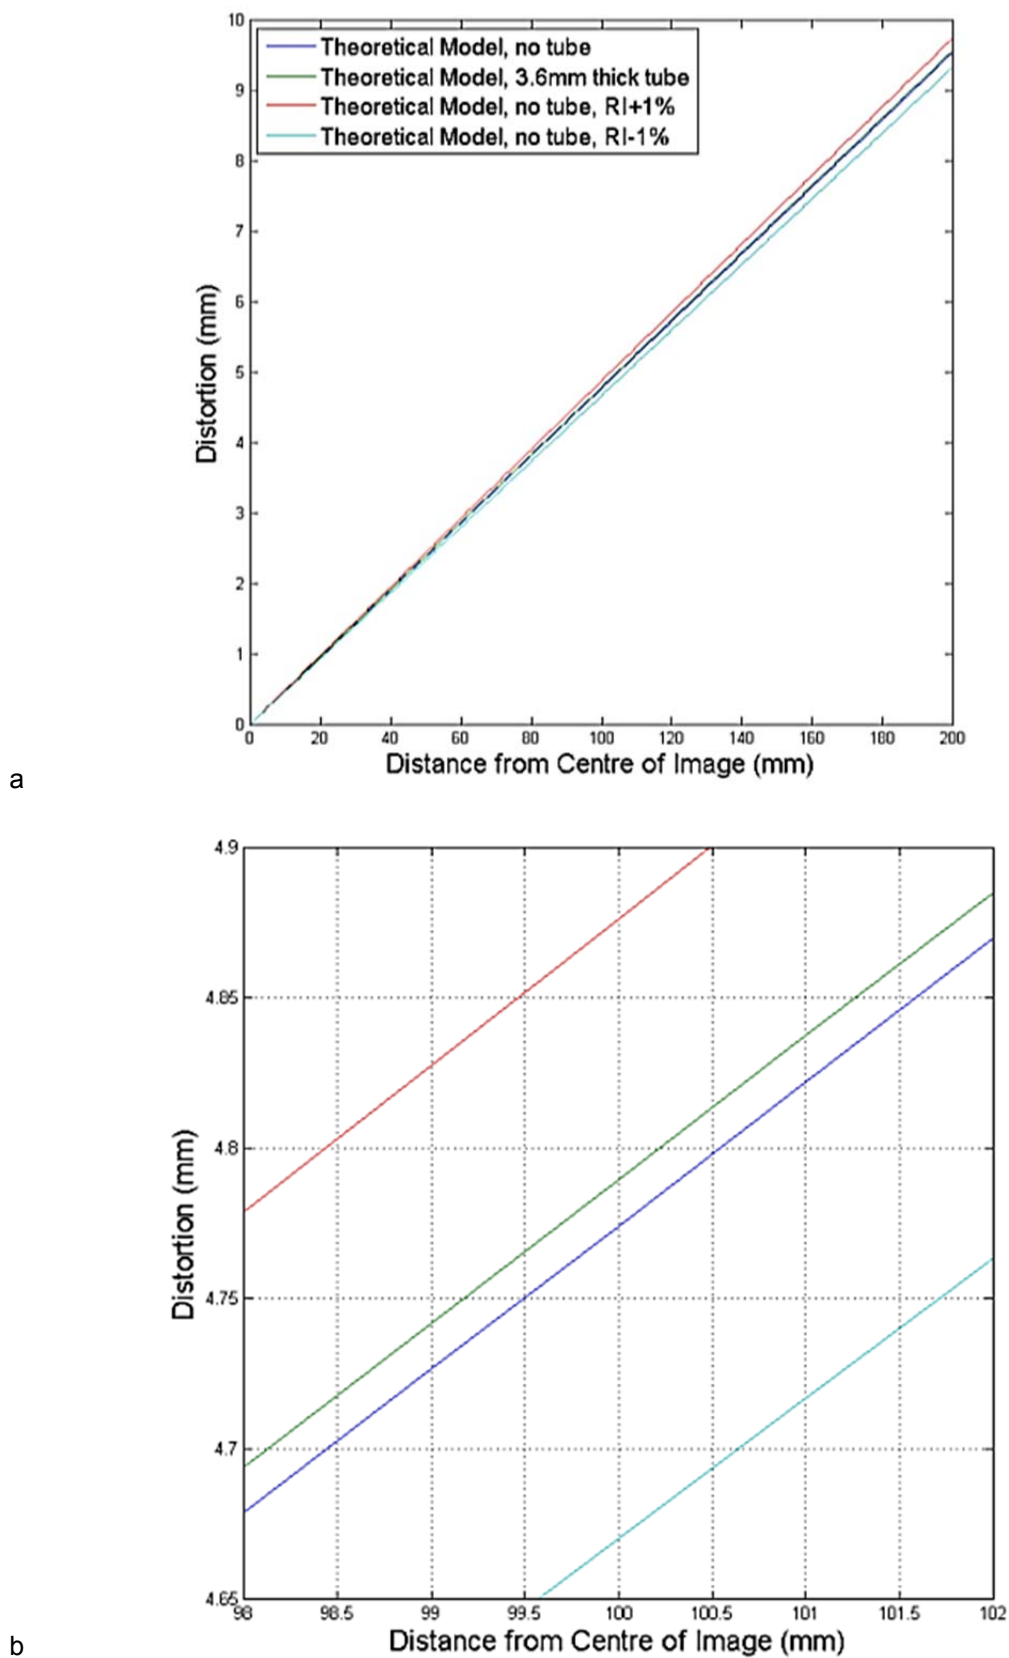 10
9
8
7
6
5
4
3
2
1
0
Theoretical Model, no tube
Theoretical Model, 3.6mm thick tube
Theoretical Model, no tube, RI+1%
Theoretical Model, no tube, RI-1%
Distortion (mm)
0 20 40 60 80 100 120 140 160 180 200
Distance from Centre of Image (mm)
a
4.9
4.85
4.8
4.75
4.7
4.65
Distortion (mm)
98 98.5 99 99.5 100 100.5 101 101.5 102
Distance from Centre of Image (mm)
b